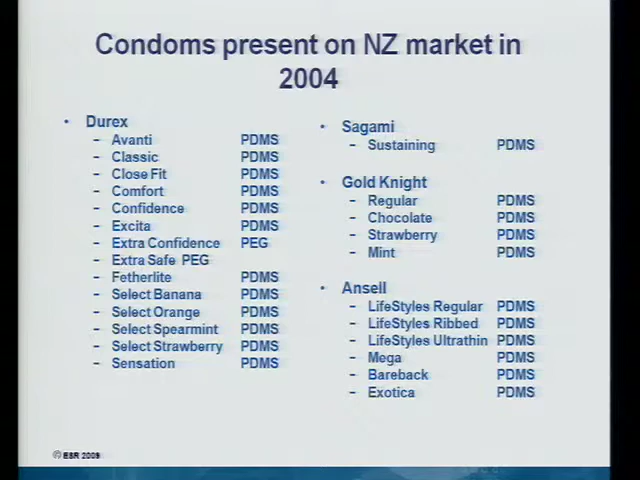 Condoms present on NZ market in
2004
• Durex
– Avanti PDMS
– Classic PDMS
– Close Fit PDMS
– Comfort PDMS
– Confidence PDMS
– Excita PDMS
– Extra Confidence PEG
– Extra Safe PEG
– Fetherlite PDMS
– Select Banana PDMS
– Select Orange PDMS
– Select Spearmint PDMS
– Select Strawberry PDMS
– Sensation PDMS
• Sagami
– Sustaining PDMS
• Gold Knight
– Regular PDMS
– Chocolate PDMS
– Strawberry PDMS
– Mint PDMS
• Ansell
– LifeStyles Regular PDMS
– LifeStyles Ribbed PDMS
– LifeStyles Ultrathin PDMS
– Mega PDMS
– Bareback PDMS
– Exotica PDMS
© ESR 2009